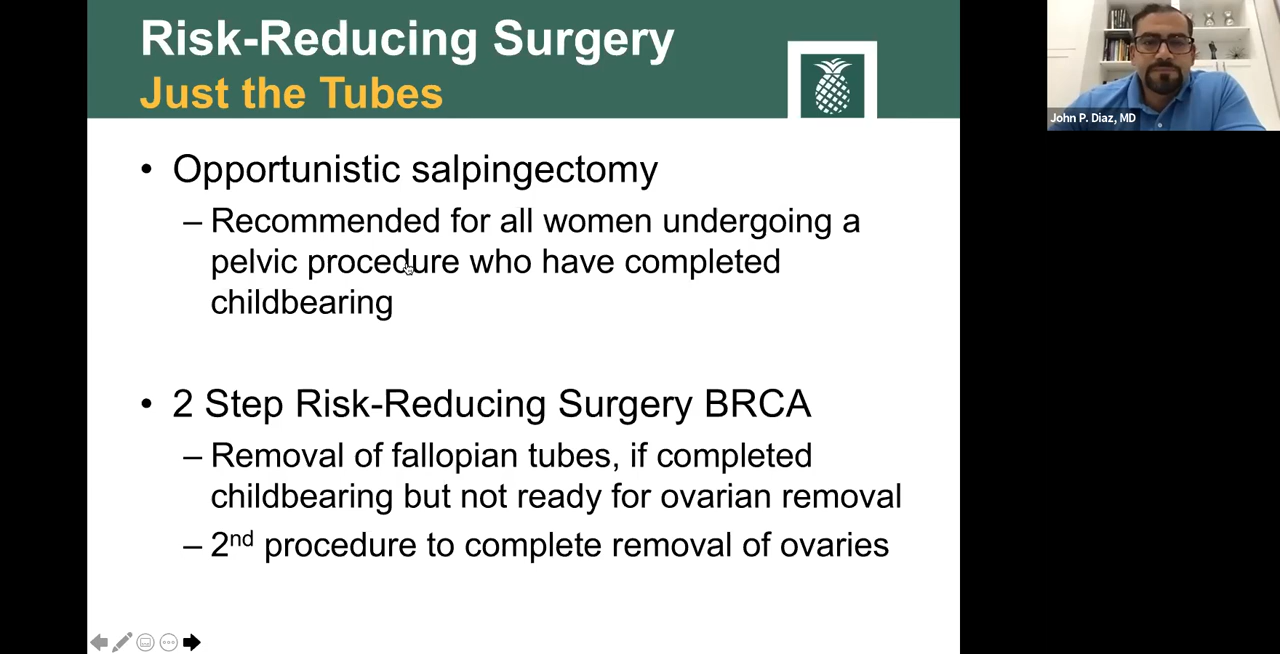 Risk-Reducing Surgery
Just the Tubes
• Opportunistic salpingectomy
– Recommended for all women undergoing a
pelvic procedure who have completed
childbearing
• 2 Step Risk-Reducing Surgery BRCA
– Removal of fallopian tubes, if completed
childbearing but not ready for ovarian removal
– 2nd procedure to complete removal of ovaries
John P. Diaz, MD